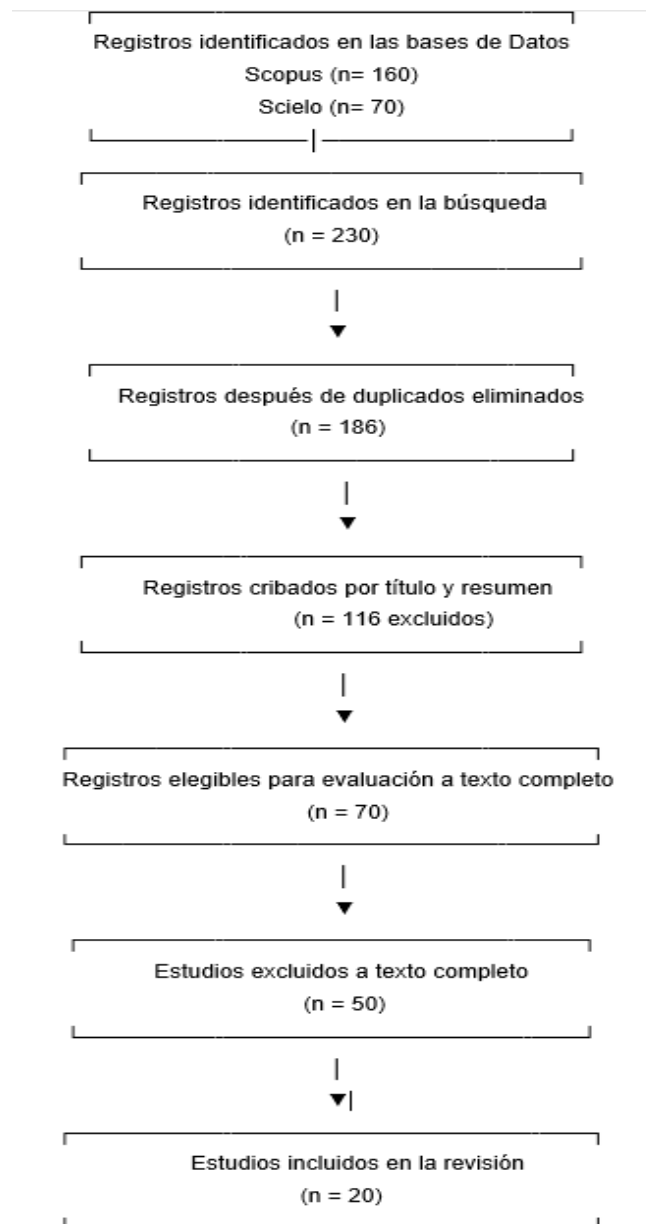 Registros identificados en las bases de Datos
Scopus (n= 160)
Scielo (n= 70)
Registros identificados en la búsqueda
(n = 230)
Registros después de duplicados eliminados
(n = 186)
Registros cribados por título y resumen
(n = 116 excluidos)
Registros elegibles para evaluación a texto completo
(n = 70)
Estudios excluidos a texto completo
(n = 50)
Estudios incluidos en la revisión
(n = 20)